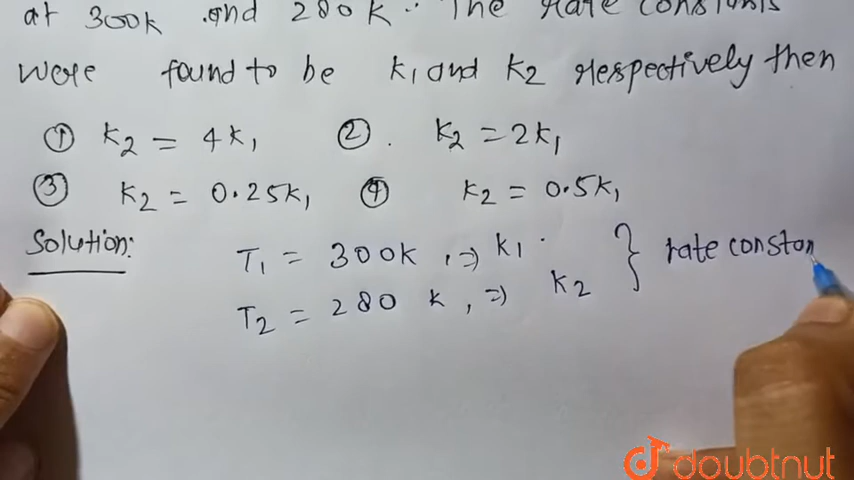 at 300k and 280 k. The rate constants
were found to be k1 and k2 respectively then
① k2 = 4k1 ② k2 = 2k1
③ k2 = 0.25k1 ④ k2 = 0.5k1
Solution:
T1 = 300k, ⇒ k1 } rate constan
T2 = 280 k, ⇒ k2
doubtnut